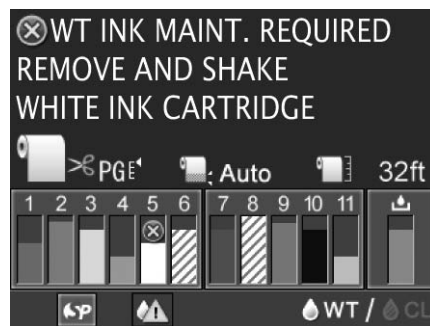 WT INK MAINT. REQUIRED
REMOVE AND SHAKE
WHITE INK CARTRIDGE
PGE : Auto 32ft
1 2 3 4 5 6 7 8 9 10 11
SP WT / CL